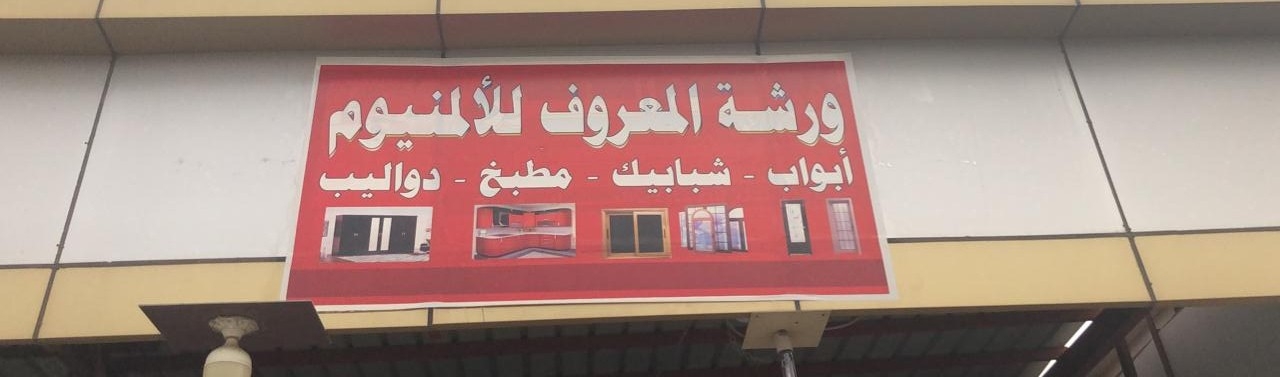 ورشة المعروف للألمنيوم
أبواب - شبابيك - مطبخ - دواليب